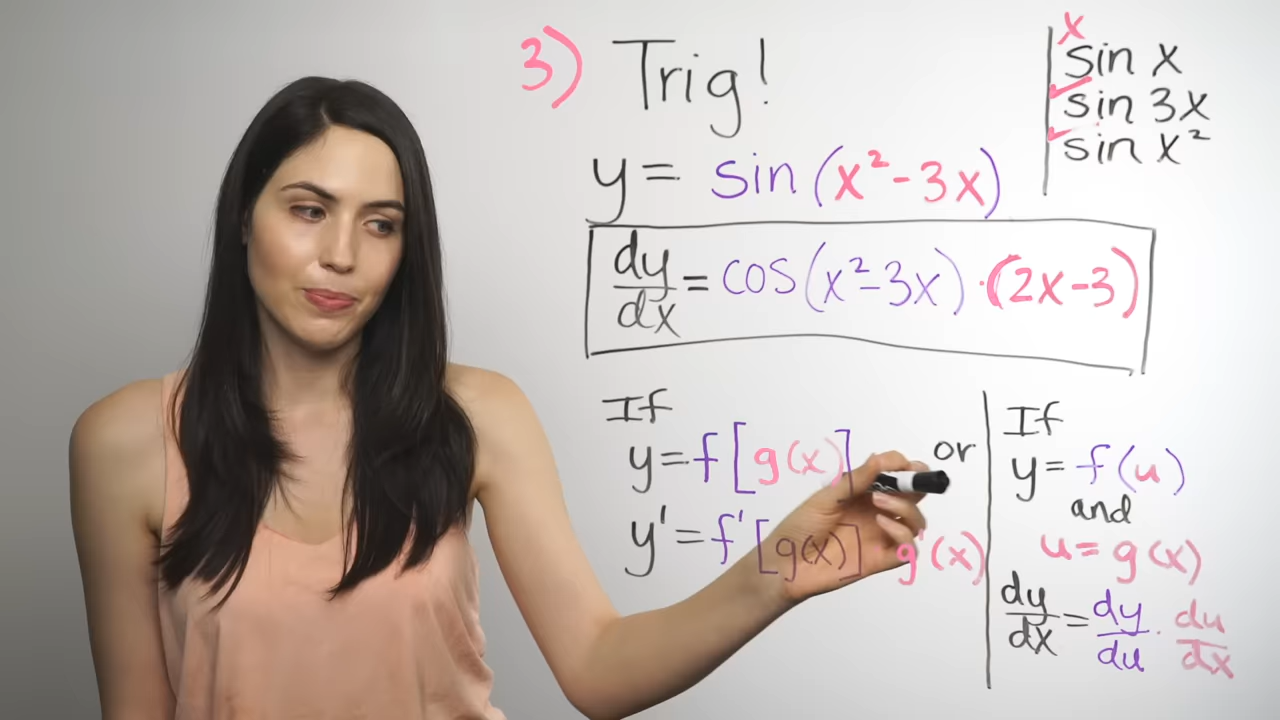 3) Trig!
y = sin(x²-3x)
dy/dx = cos(x²-3x) · (2x-3)
x
sin x
✓ sin 3x
✓ sin x²
If
y = f[g(x)]
y' = f'[g(x)] g'(x)
or
If
y = f(u)
and
u = g(x)
dy/dx = dy/du · du/dx